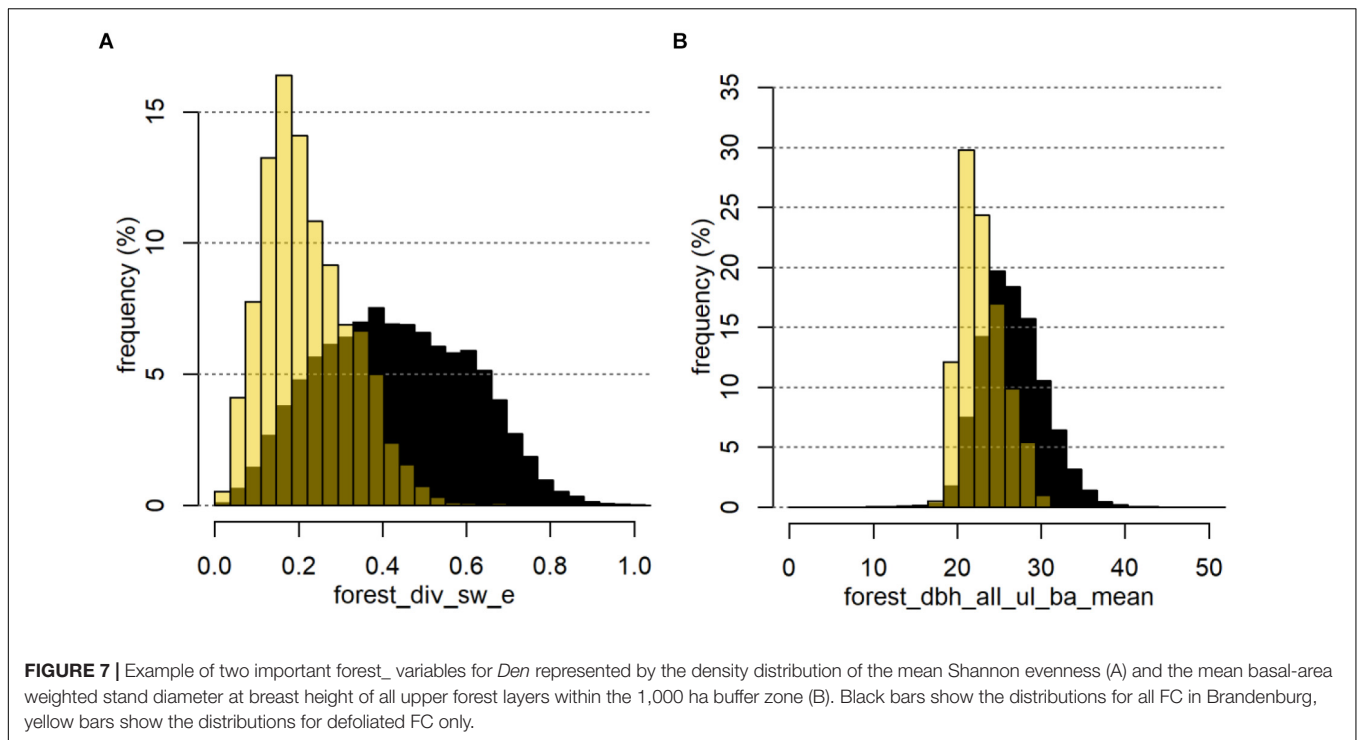 A
B
frequency (%)
0
5
10
15
0.0 0.2 0.4 0.6 0.8 1.0
forest_div_sw_e
frequency (%)
0
5
10
15
20
25
30
35
0 10 20 30 40 50
forest_dbh_all_ul_ba_mean
FIGURE 7 | Example of two important forest_ variables for Den represented by the density distribution of the mean Shannon evenness (A) and the mean basal-area
weighted stand diameter at breast height of all upper forest layers within the 1,000 ha buffer zone (B). Black bars show the distributions for all FC in Brandenburg,
yellow bars show the distributions for defoliated FC only.